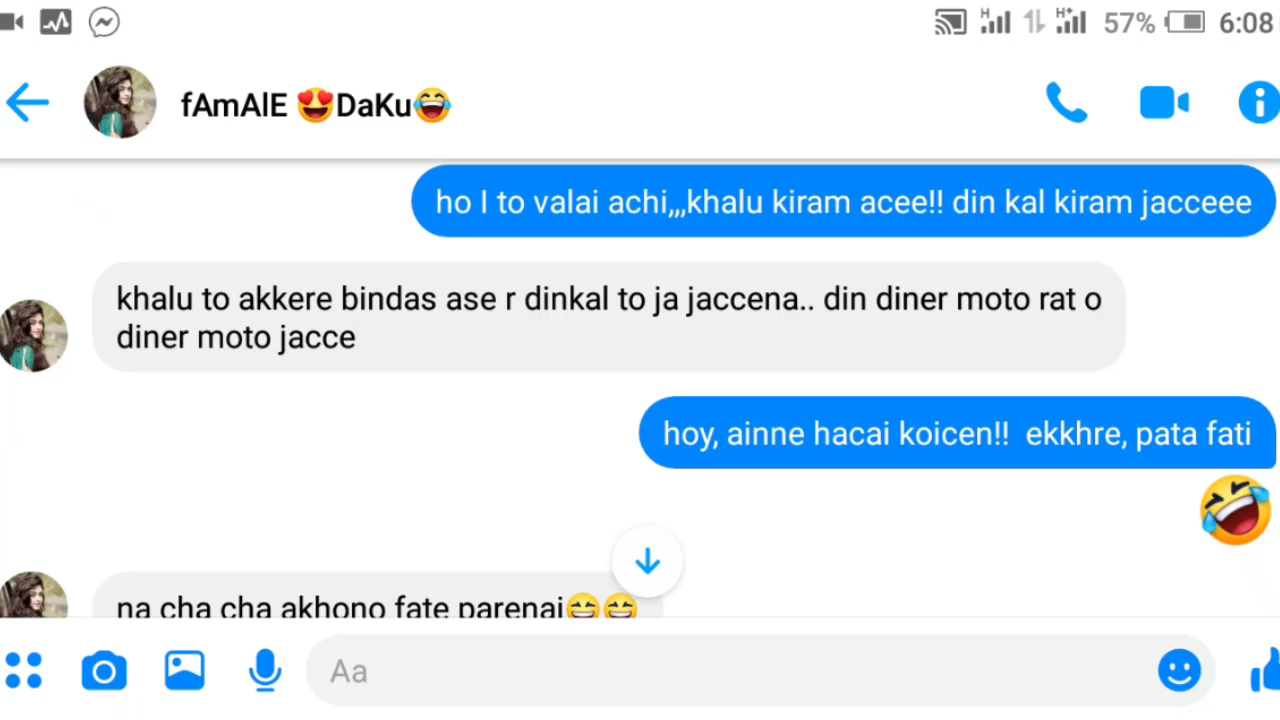 H H+ 57% 6:08
fAmAlE 😍DaKu😂
ho I to valai achi,,,khalu kiram acee!! din kal kiram jacceee
khalu to akkere bindas ase r dinkal to ja jaccena.. din diner moto rat o
diner moto jacce
hoy, ainne hacai koicen!! ekkhre, pata fati
🤣
na cha cha akhono fate parenai😁😁
Aa